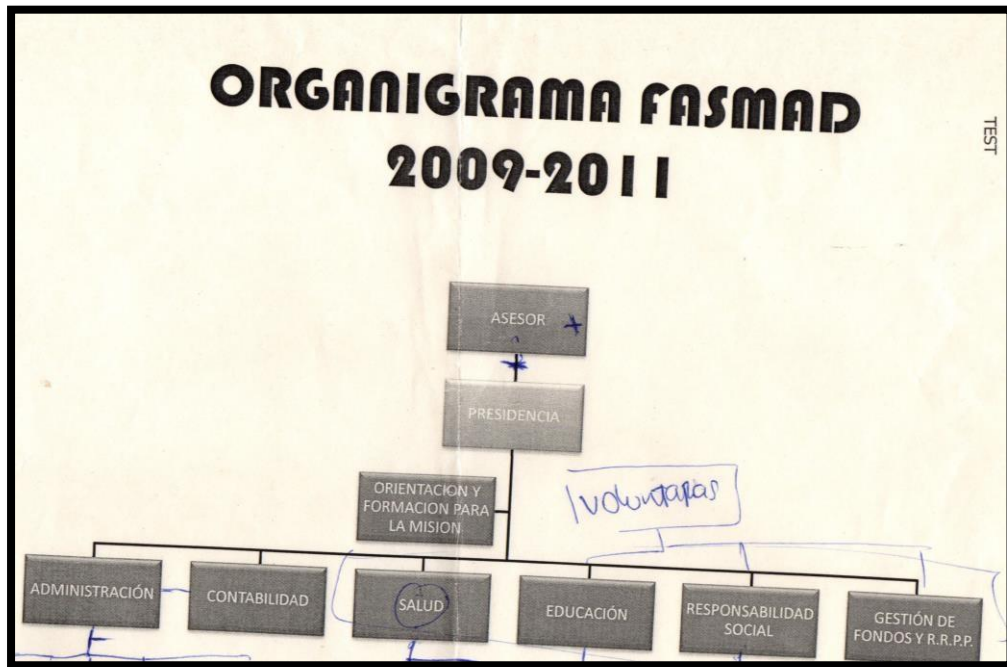 ORGANIGRAMA FASMAD
2009-2011
TEST
ASESOR
PRESIDENCIA
ORIENTACION Y
FORMACION PARA
LA MISION
Voluntarias
ADMINISTRACIÓN
CONTABILIDAD
SALUD
EDUCACIÓN
RESPONSABILIDAD
SOCIAL
GESTIÓN DE
FONDOS Y R.R.P.P.